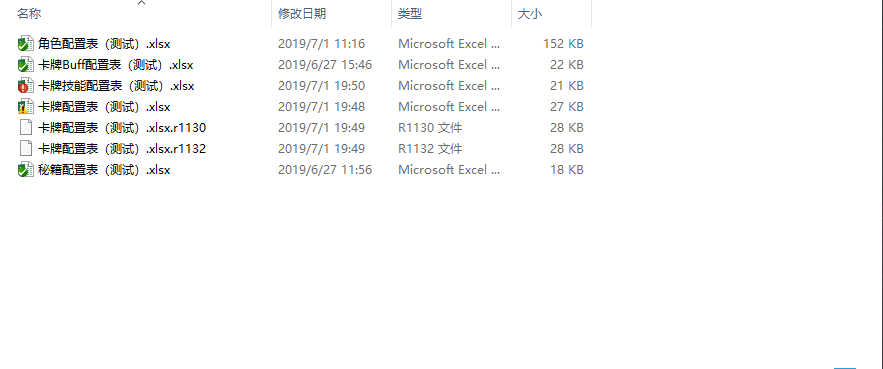 名称 修改日期 类型 大小
角色配置表（测试）.xlsx 2019/7/1 11:16 Microsoft Excel ... 152 KB
卡牌Buff配置表（测试）.xlsx 2019/6/27 15:46 Microsoft Excel ... 22 KB
卡牌技能配置表（测试）.xlsx 2019/7/1 19:50 Microsoft Excel ... 21 KB
卡牌配置表（测试）.xlsx 2019/7/1 19:48 Microsoft Excel ... 27 KB
卡牌配置表（测试）.xlsx.r1130 2019/7/1 19:49 R1130 文件 28 KB
卡牌配置表（测试）.xlsx.r1132 2019/7/1 19:49 R1132 文件 28 KB
秘籍配置表（测试）.xlsx 2019/6/27 11:56 Microsoft Excel ... 18 KB